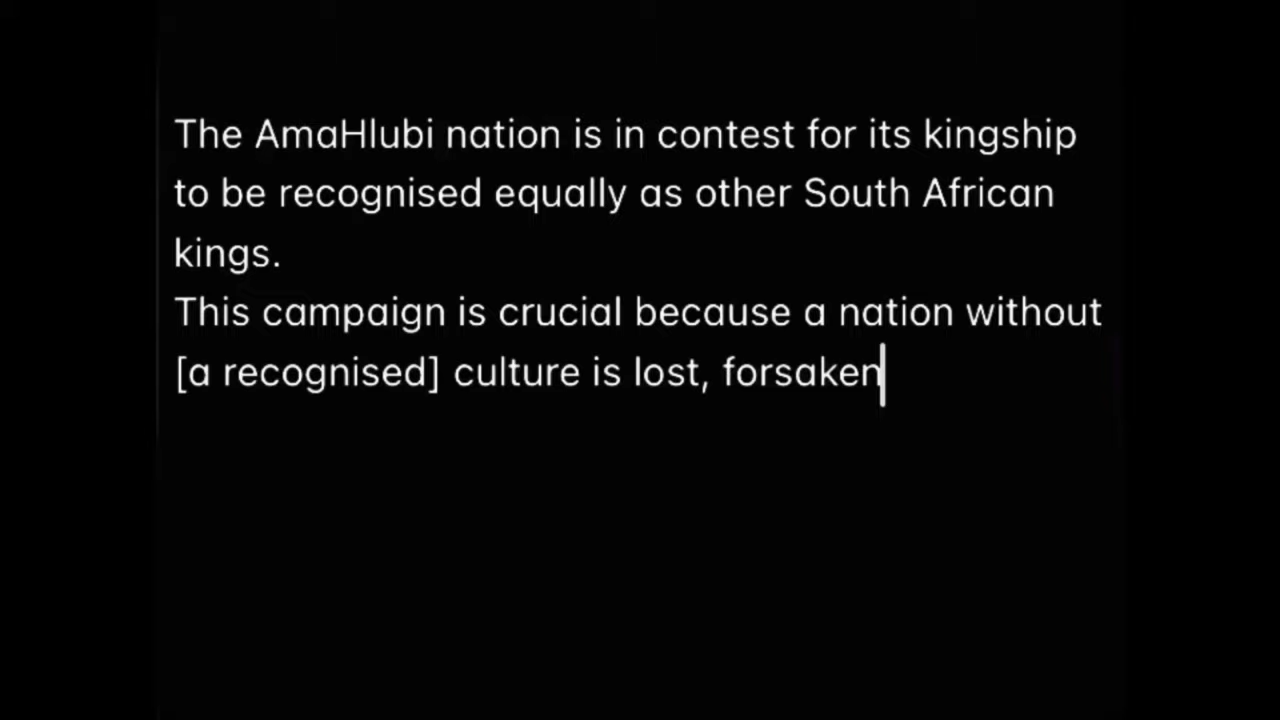 The AmaHlubi nation is in contest for its kingship
to be recognised equally as other South African
kings.
This campaign is crucial because a nation without
[a recognised] culture is lost, forsaken